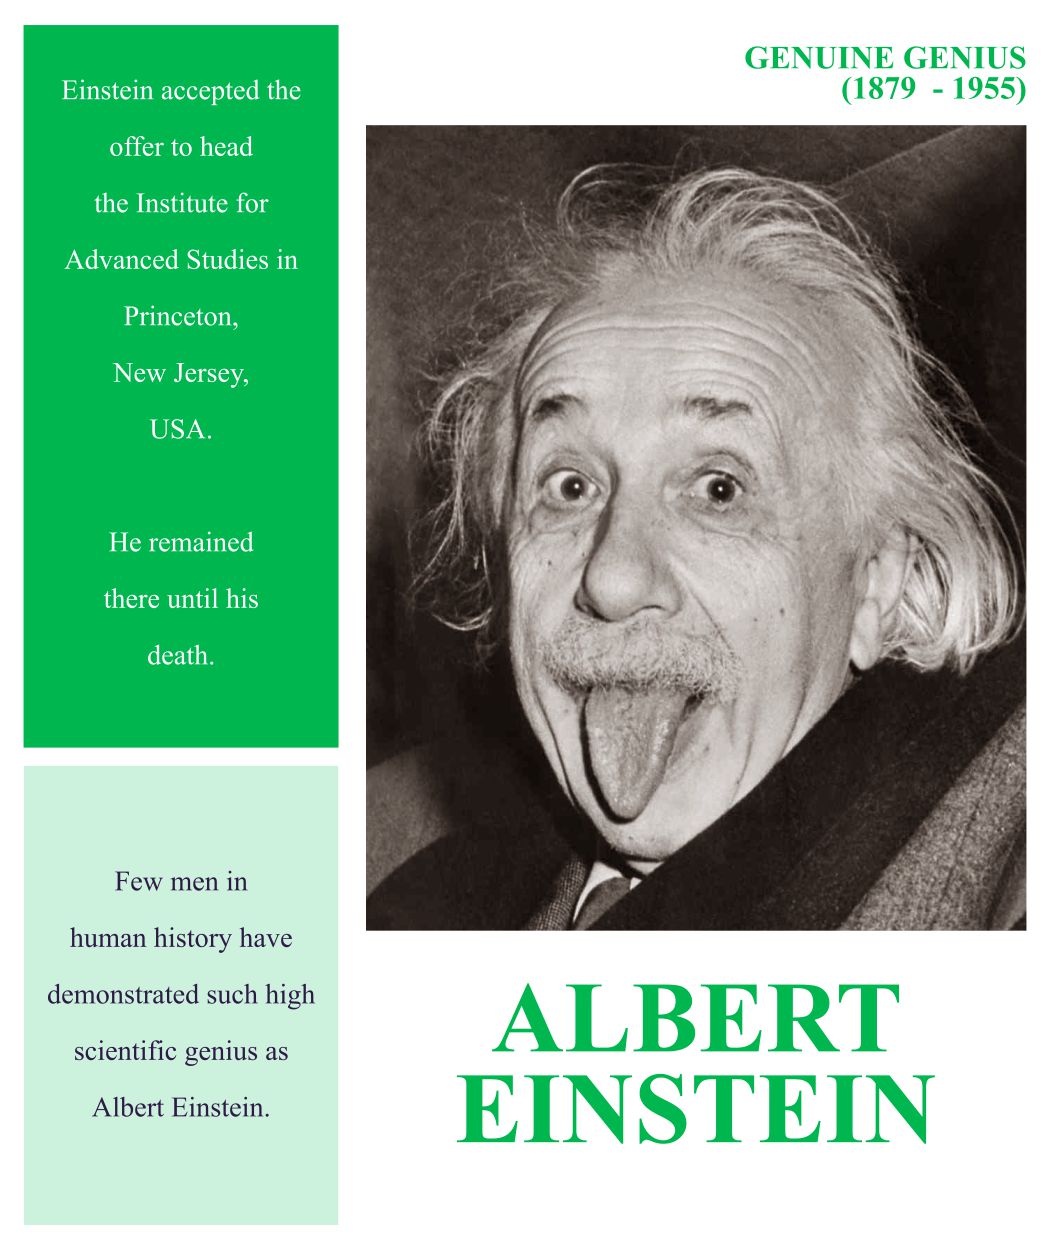 Einstein accepted the
offer to head
the Institute for
Advanced Studies in
Princeton,
New Jersey,
USA.
He remained
there until his
death.
Few men in
human history have
demonstrated such high
scientific genius as
Albert Einstein.
GENUINE GENIUS
(1879  - 1955)
ALBERT
EINSTEIN